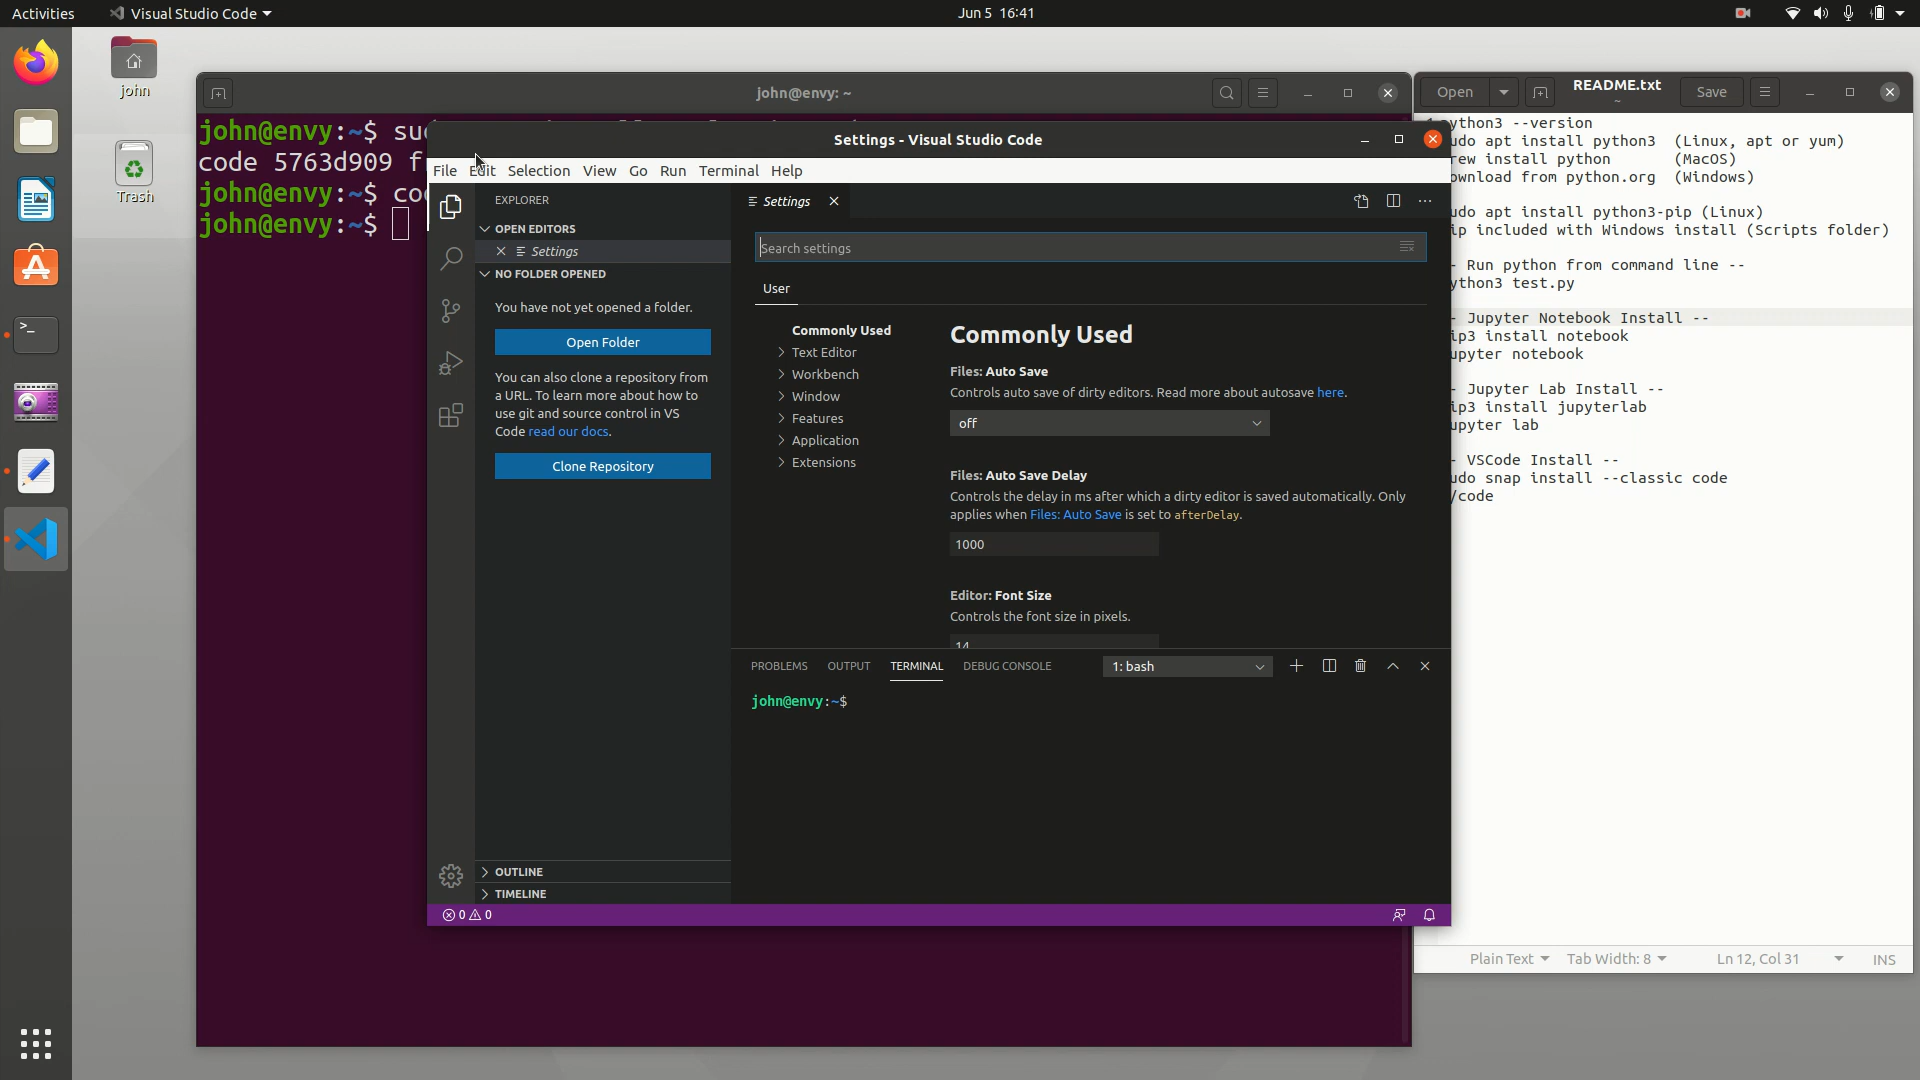 Activities
Visual Studio Code
Jun 5 16:41
john
Trash
john@envy: ~
john@envy:~$
code 5763d909
john@envy:~$
john@envy:~$
Settings - Visual Studio Code
File Edit Selection View Go Run Terminal Help
EXPLORER
OPEN EDITORS
Settings
NO FOLDER OPENED
You have not yet opened a folder.
Open Folder
You can also clone a repository from
a URL. To learn more about how to
use git and source control in VS
Code read our docs.
Clone Repository
OUTLINE
TIMELINE
0 0
Settings
Search settings
User
Commonly Used
Text Editor
Workbench
Window
Features
Application
Extensions
Commonly Used
Files: Auto Save
Controls auto save of dirty editors. Read more about autosave here.
off
Files: Auto Save Delay
Controls the delay in ms after which a dirty editor is saved automatically. Only
applies when Files: Auto Save is set to afterDelay.
1000
Editor: Font Size
Controls the font size in pixels.
14
PROBLEMS OUTPUT TERMINAL DEBUG CONSOLE
1: bash
john@envy:~$
Open
README.txt
~
Save
ython3 --version
udo apt install python3 (Linux, apt or yum)
rew install python (MacOS)
ownload from python.org (Windows)
udo apt install python3-pip (Linux)
ip included with Windows install (Scripts folder)
- Run python from command line --
ython3 test.py
- Jupyter Notebook Install --
ip3 install notebook
upyter notebook
- Jupyter Lab Install --
ip3 install jupyterlab
upyter lab
- VSCode Install --
udo snap install --classic code
/code
Plain Text Tab Width: 8 Ln 12, Col 31 INS